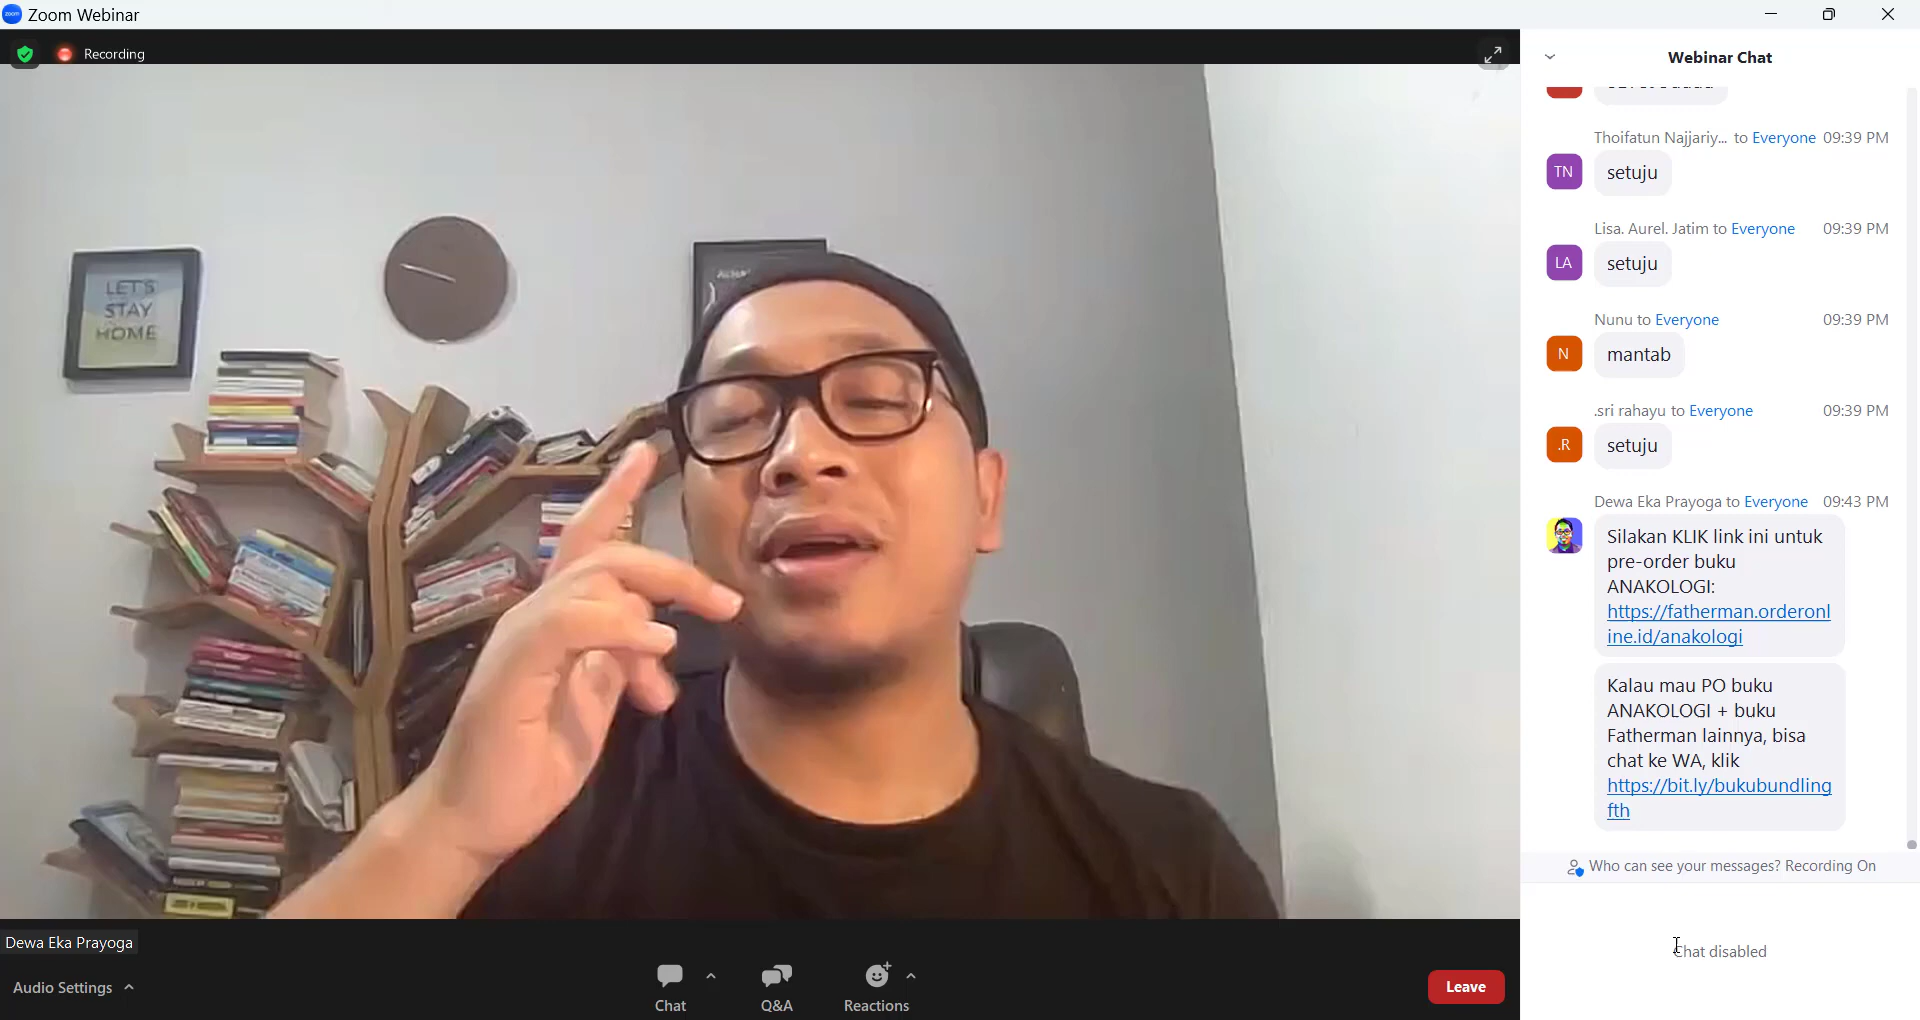 Zoom Webinar
Recording
LET'S
STAY
HOME
Dewa Eka Prayoga
Audio Settings
Chat
Q&A
Reactions
Leave
Webinar Chat
Thoifatun Najjariy... to Everyone 09:39 PM
TN
setuju
Lisa. Aurel. Jatim to Everyone 09:39 PM
LA
setuju
Nunu to Everyone 09:39 PM
N
mantab
.sri rahayu to Everyone 09:39 PM
.R
setuju
Dewa Eka Prayoga to Everyone 09:43 PM
Silakan KLIK link ini untuk
pre-order buku
ANAKOLOGI:
https://fatherman.orderonl
ine.id/anakologi
Kalau mau PO buku
ANAKOLOGI + buku
Fatherman lainnya, bisa
chat ke WA, klik
https://bit.ly/bukubundling
fth
Who can see your messages? Recording On
Chat disabled